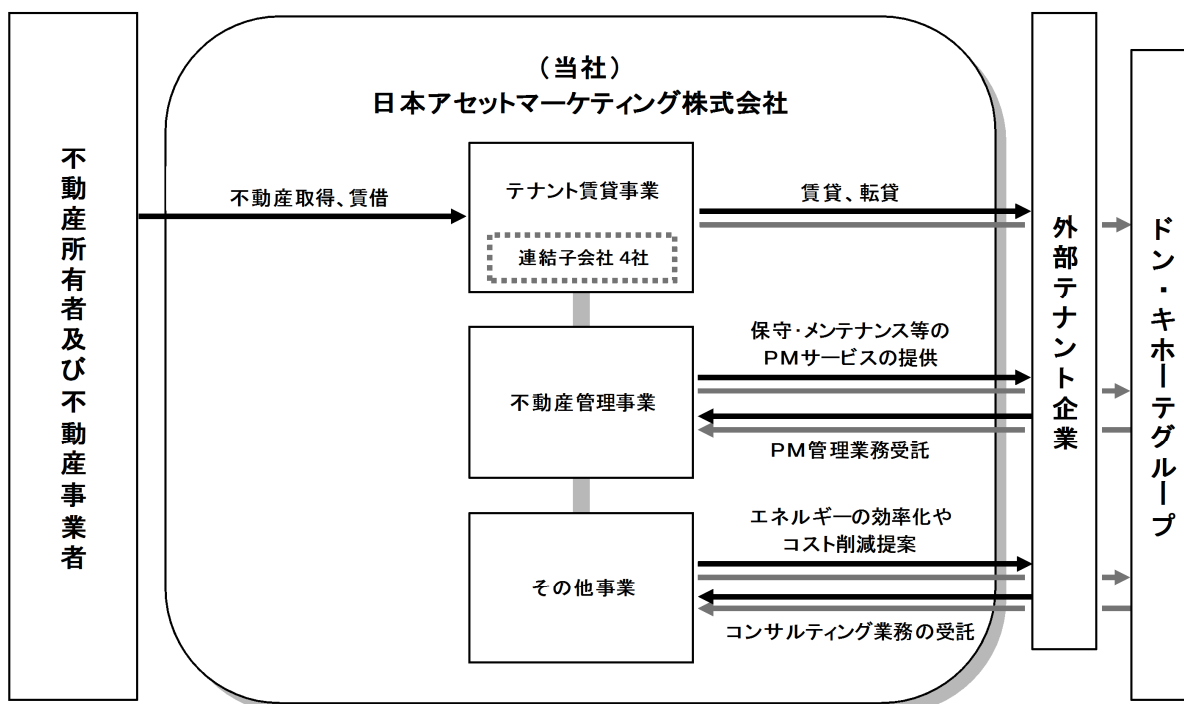 （当社）
日本アセットマーケティング株式会社
不動産所有者及び不動産事業者
不動産取得、賃借
テナント賃貸事業
連結子会社 4社
賃貸、転貸
保守・メンテナンス等の
PMサービスの提供
不動産管理事業
PM管理業務受託
エネルギーの効率化や
コスト削減提案
その他事業
コンサルティング業務の受託
外部テナント企業
ドン・キホーテグループ